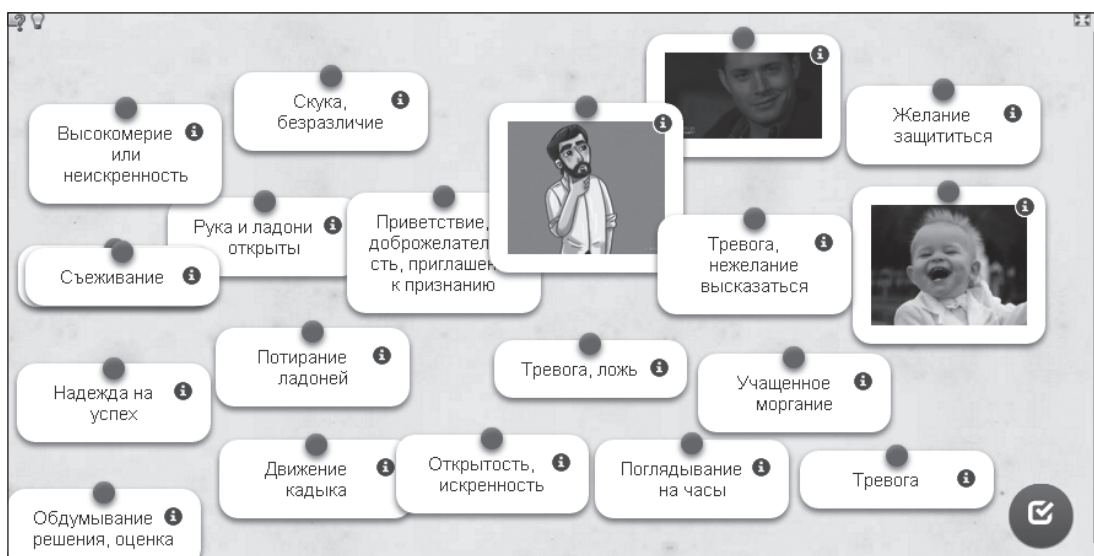 Скука,
безразличие
Желание
защититься
Высокомерие
или
неискренность
Рука и ладони
открыты
Приветствие,
доброжелател
сть, приглашен
к признанию
Тревога,
нежелание
высказаться
Съеживание
Потирание
ладоней
Тревога, ложь
Учащенное
моргание
Надежда на
успех
Движение
кадыка
Открытость,
искренность
Поглядывание
на часы
Тревога
Обдумывание
решения, оценка